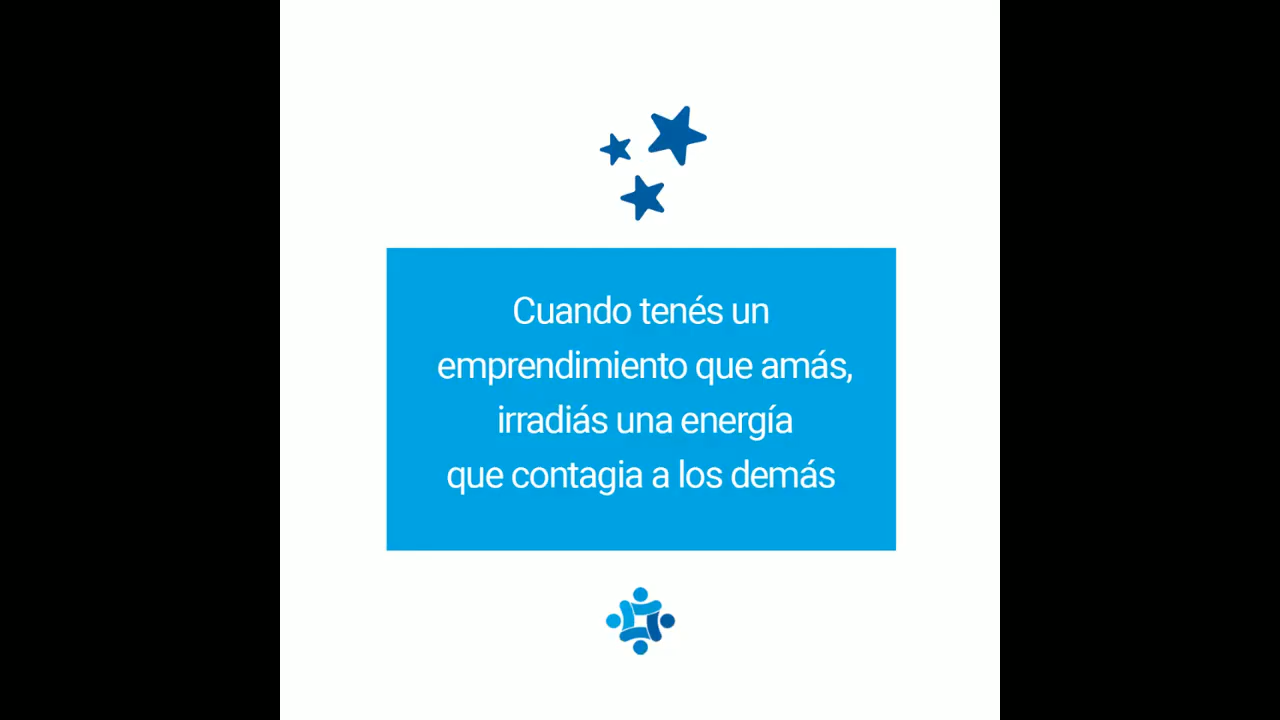 Cuando tenés un
emprendimiento que amás,
irradiás una energía
que contagia a los demás